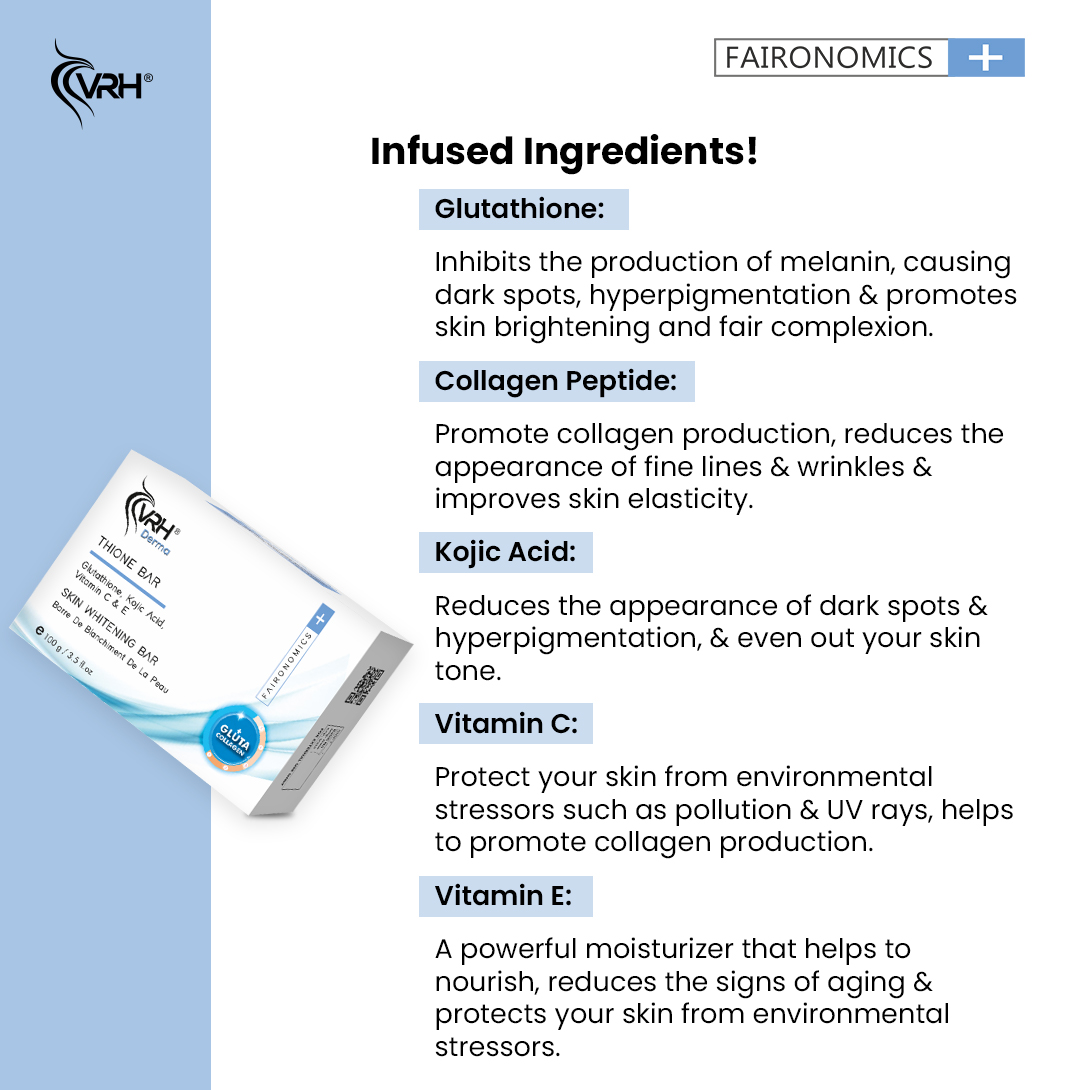 VRH®
FAIRONOMICS +
Infused Ingredients!
Glutathione:
Inhibits the production of melanin, causing
dark spots, hyperpigmentation & promotes
skin brightening and fair complexion.
Collagen Peptide:
Promote collagen production, reduces the
appearance of fine lines & wrinkles &
improves skin elasticity.
Kojic Acid:
Reduces the appearance of dark spots &
hyperpigmentation, & even out your skin
tone.
Vitamin C:
Protect your skin from environmental
stressors such as pollution & UV rays, helps
to promote collagen production.
Vitamin E:
A powerful moisturizer that helps to
nourish, reduces the signs of aging &
protects your skin from environmental
stressors.
VRH®
Derma
THIONE BAR
Glutathione, Kojic Acid,
Vitamin C & E
SKIN WHITENING BAR
Barre De Blanchiment De La Peau
e 100 g / 3.5 fl oz
FAIRONOMICS +
GLUTA
COLLAGEN